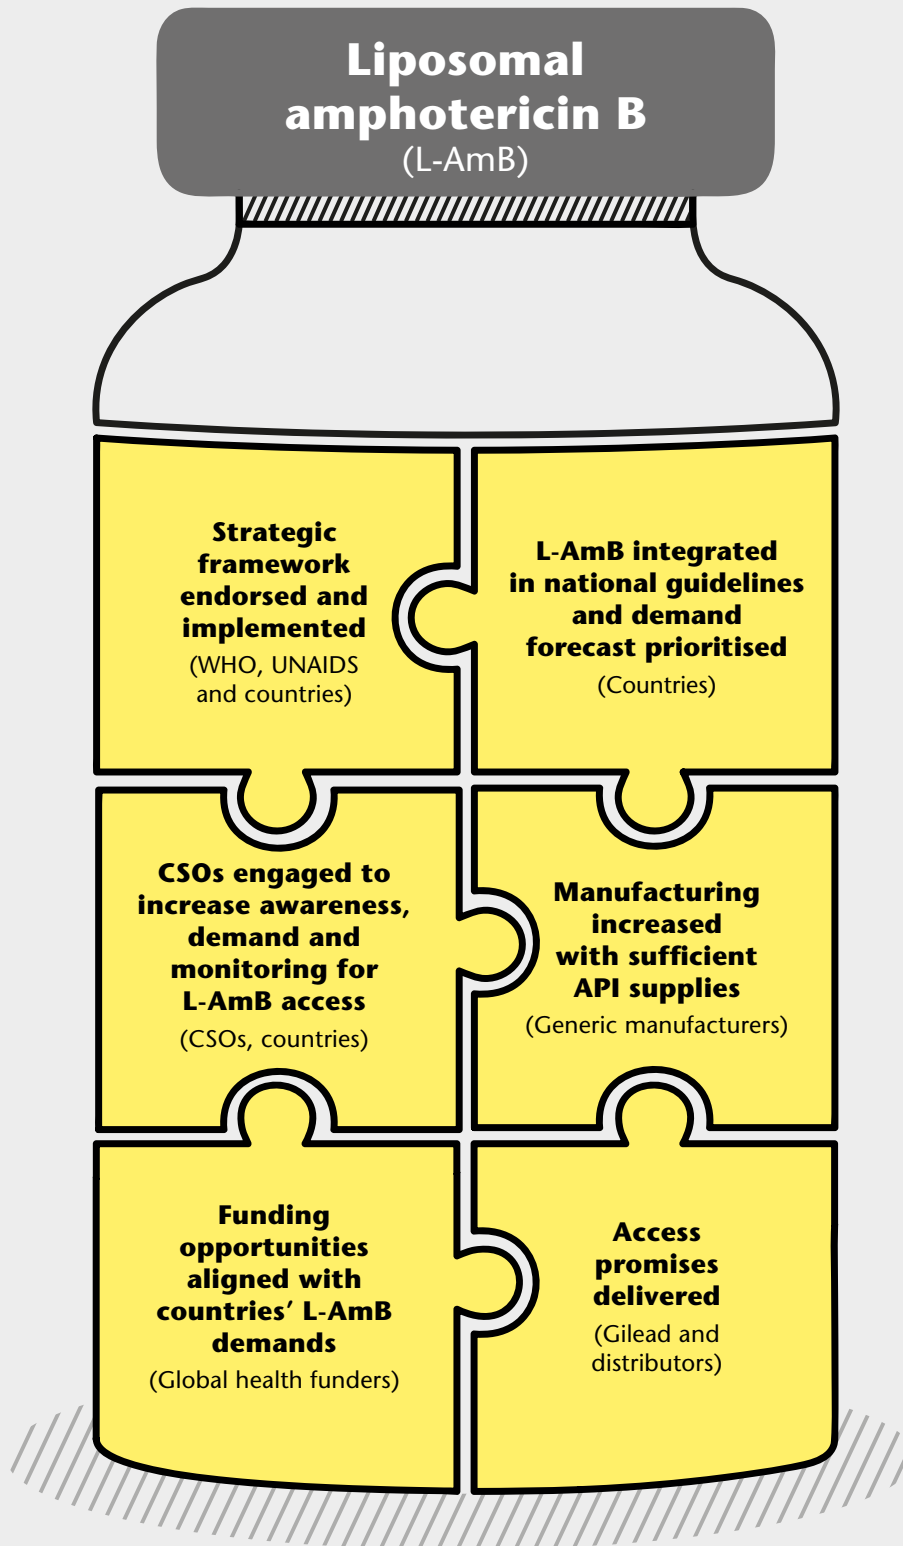 Liposomal
amphotericin B
(L-AmB)
Strategic
framework
endorsed and
implemented
(WHO, UNAIDS
and countries)
L-AmB integrated
in national guidelines
and demand
forecast prioritised
(Countries)
CSOs engaged to
increase awareness,
demand and
monitoring for
L-AmB access
(CSOs, countries)
Manufacturing
increased
with sufficient
API supplies
(Generic manufacturers)
Funding
opportunities
aligned with
countries’ L-AmB
demands
(Global health funders)
Access
promises
delivered
(Gilead and
distributors)